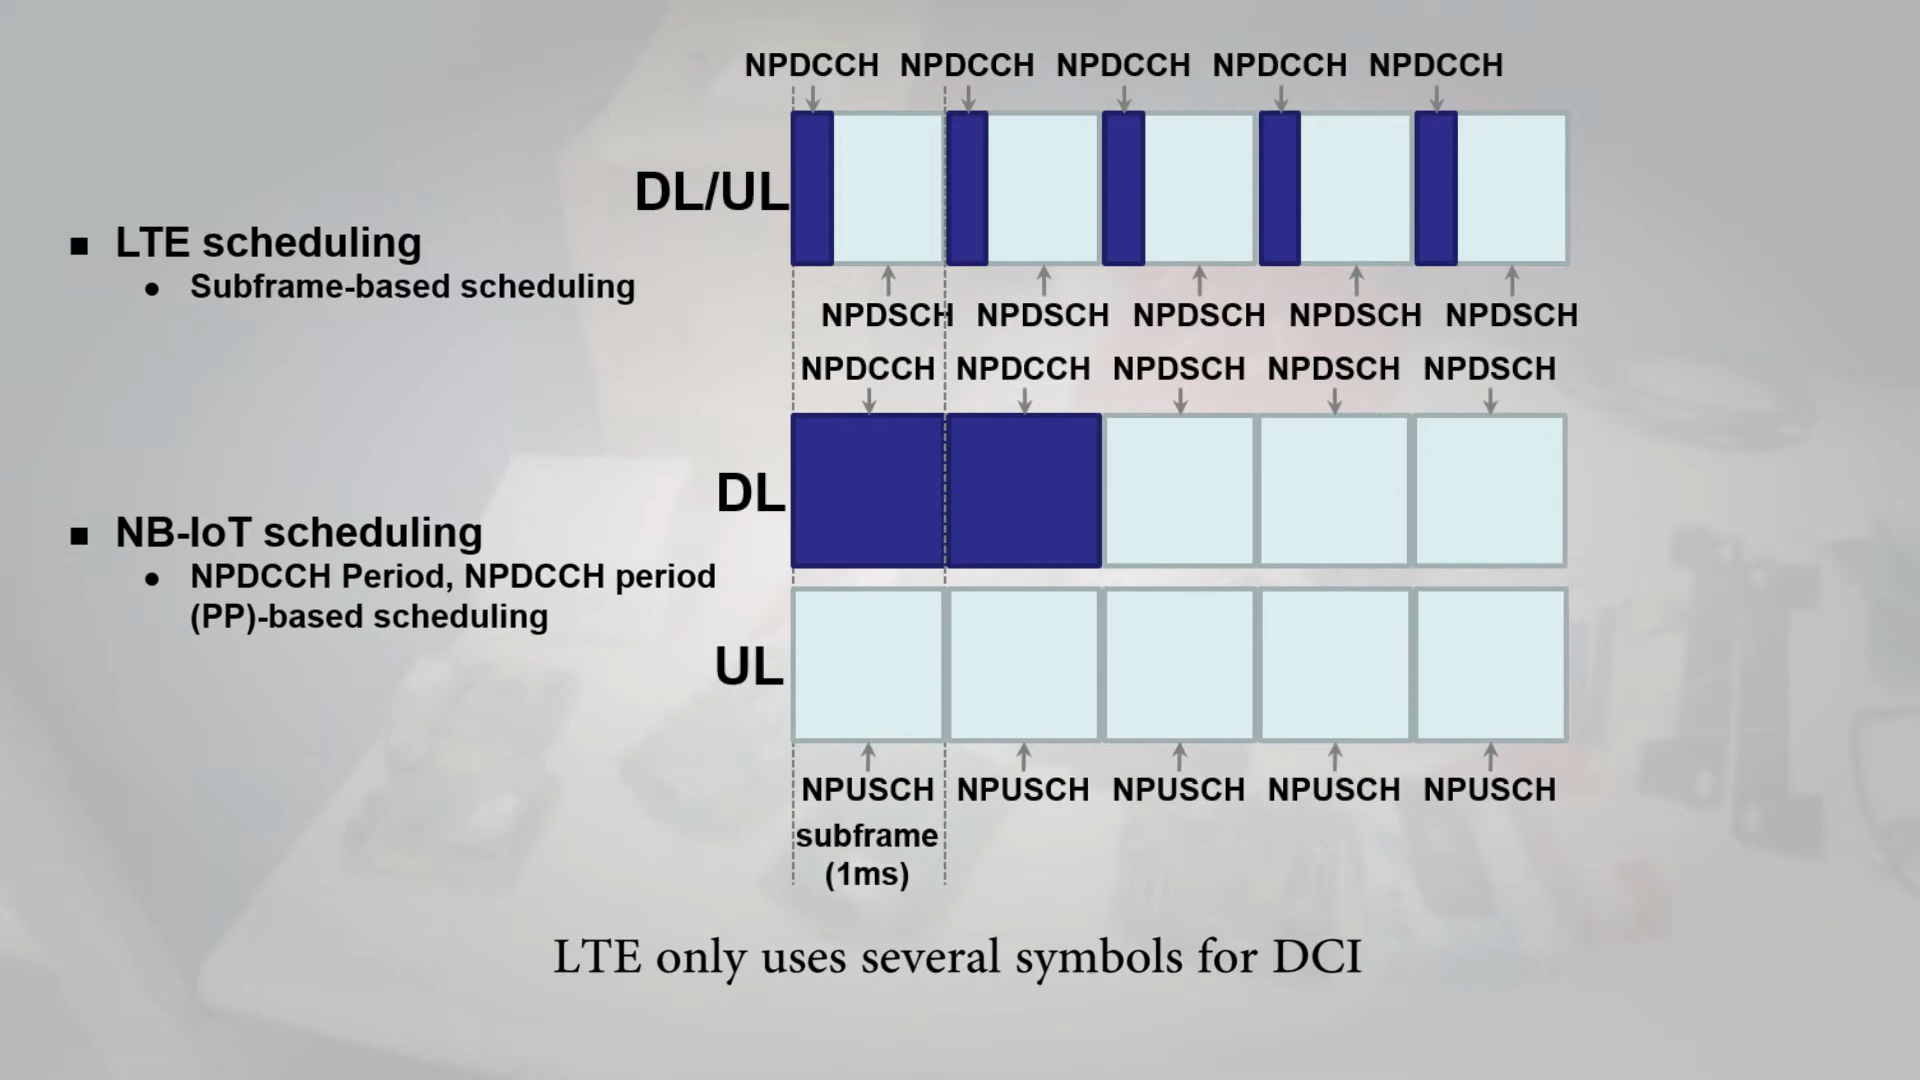 NPDCCH NPDCCH NPDCCH NPDCCH NPDCCH
DL/UL
■ LTE scheduling
● Subframe-based scheduling
NPDSCH NPDSCH NPDSCH NPDSCH NPDSCH
NPDCCH NPDCCH NPDSCH NPDSCH NPDSCH
DL
■ NB-IoT scheduling
● NPDCCH Period, NPDCCH period
(PP)-based scheduling
UL
NPUSCH NPUSCH NPUSCH NPUSCH NPUSCH
subframe
(1ms)
LTE only uses several symbols for DCI